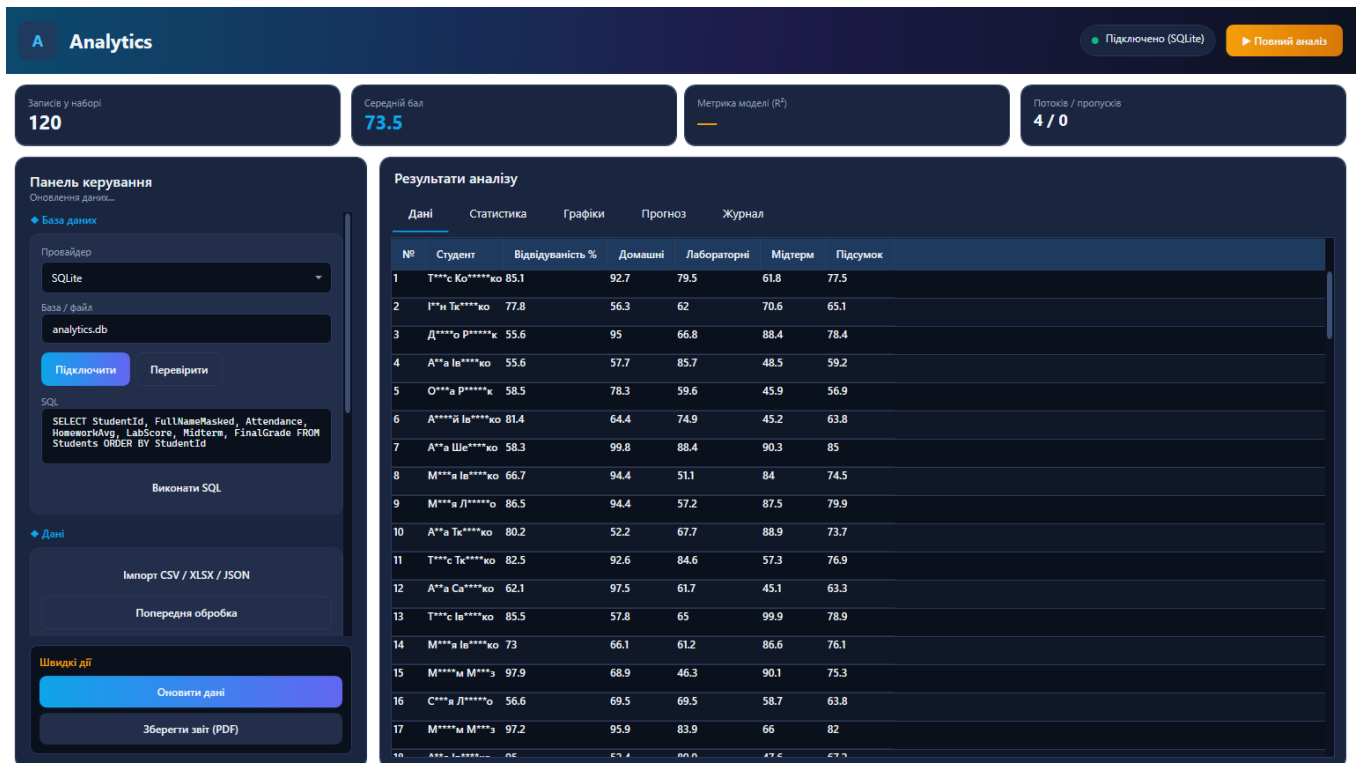 A Analytics
Підключено (SQLite)
▶ Повний аналіз
Записів у наборі
120
Середній бал
73.5
Метрика моделі (R²)
—
Потоків / пропусків
4 / 0
Панель керування
Оновлення даних...
◆ База даних
Провайдер
SQLite
База / файл
analytics.db
Підключити Перевірити
SQL
SELECT StudentId, FullNameMasked, Attendance,
HomeworkAvg, LabScore, Midterm, FinalGrade FROM
Students ORDER BY StudentId
Виконати SQL
◆ Дані
Імпорт CSV / XLSX / JSON
Попередня обробка
Швидкі дії
Оновити дані
Зберегти звіт (PDF)
Результати аналізу
Дані Статистика Графіки Прогноз Журнал
№ Студент Відвідуваність % Домашні Лабораторні Мідтерм Підсумок
1 Т***с Ко*****ко 85.1 92.7 79.5 61.8 77.5
2 І**н Тк****ко 77.8 56.3 62 70.6 65.1
3 Д****о Р*****к 55.6 95 66.8 88.4 78.4
4 А**а Ів****ко 55.6 57.7 85.7 48.5 59.2
5 О***а Р*****к 58.5 78.3 59.6 45.9 56.9
6 А****й Ів****ко 81.4 64.4 74.9 45.2 63.8
7 А**а Ше****ко 58.3 99.8 88.4 90.3 85
8 М***я Ів****ко 66.7 94.4 51.1 84 74.5
9 М***я Л*****о 86.5 94.4 57.2 87.5 79.9
10 А**а Тк****ко 80.2 52.2 67.7 88.9 73.7
11 Т***с Тк****ко 82.5 92.6 84.6 57.3 76.9
12 А**а Са****ко 62.1 97.5 61.7 45.1 63.3
13 Т***с Ів****ко 85.5 57.8 65 99.9 78.9
14 М***я Ів****ко 73 66.1 61.2 86.6 76.1
15 М****м М***з 97.9 68.9 46.3 90.1 75.3
16 С***я Л*****о 56.6 69.5 69.5 58.7 63.8
17 М****м М***з 97.2 95.9 83.9 66 82